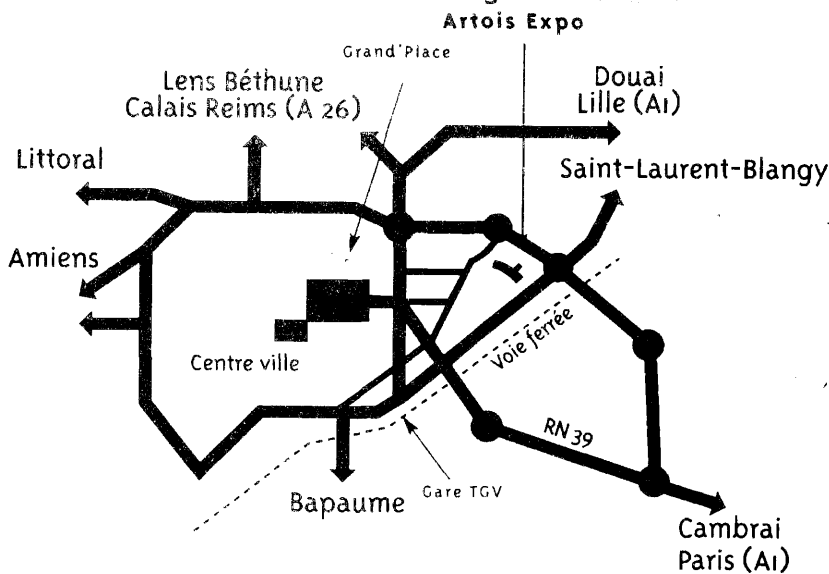 Artois Expo
Grand'Place
Lens Béthune
Calais Reims (A 26)
Douai
Lille (A1)
Littoral
Saint-Laurent-Blangy
Amiens
Voie ferrée
Centre ville
RN 39
Bapaume
Gare TGV
Cambrai
Paris (A1)